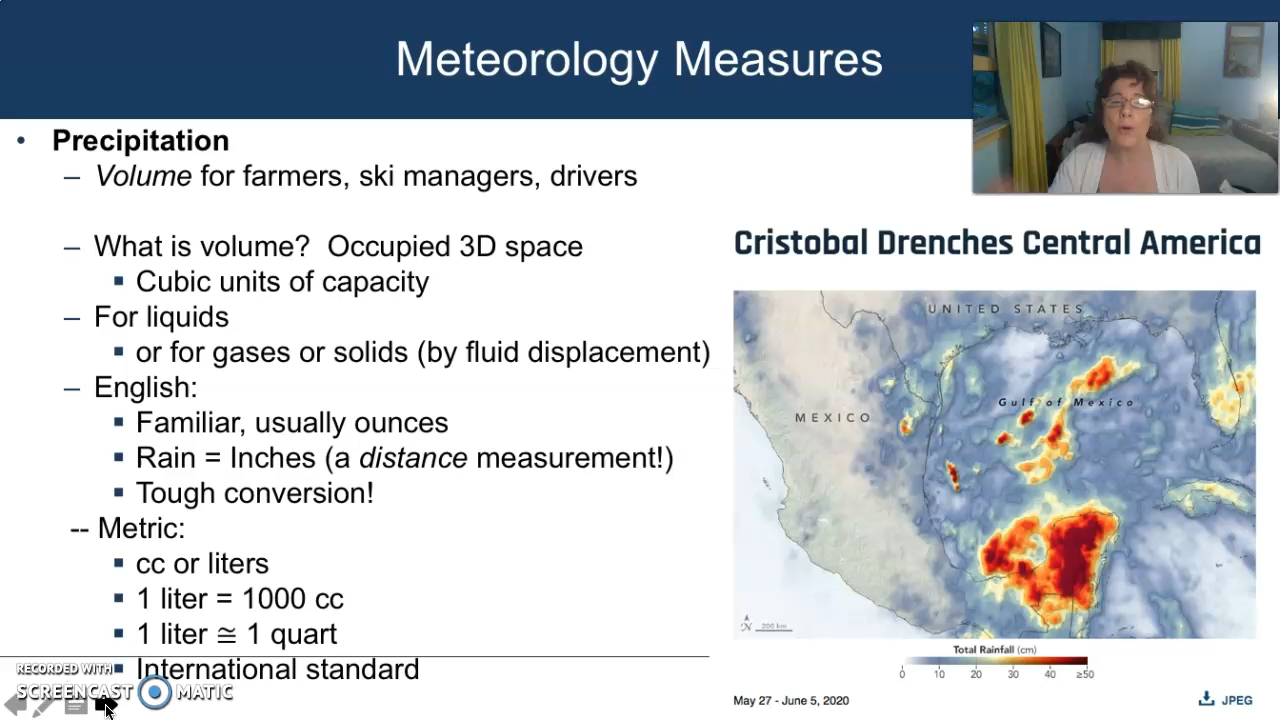 Meteorology Measures
• Precipitation
– Volume for farmers, ski managers, drivers
– What is volume? Occupied 3D space
▪ Cubic units of capacity
– For liquids
▪ or for gases or solids (by fluid displacement)
– English:
▪ Familiar, usually ounces
▪ Rain = Inches (a distance measurement!)
▪ Tough conversion!
-- Metric:
▪ cc or liters
▪ 1 liter = 1000 cc
▪ 1 liter ≅ 1 quart
▪ International standard
RECORDED WITH
SCREENCAST MATIC
Cristobal Drenches Central America
UNITED STATES
Gulf of Mexico
MEXICO
N 200 km
Total Rainfall (cm)
0 10 20 30 40 ≥50
May 27 - June 5, 2020
JPEG